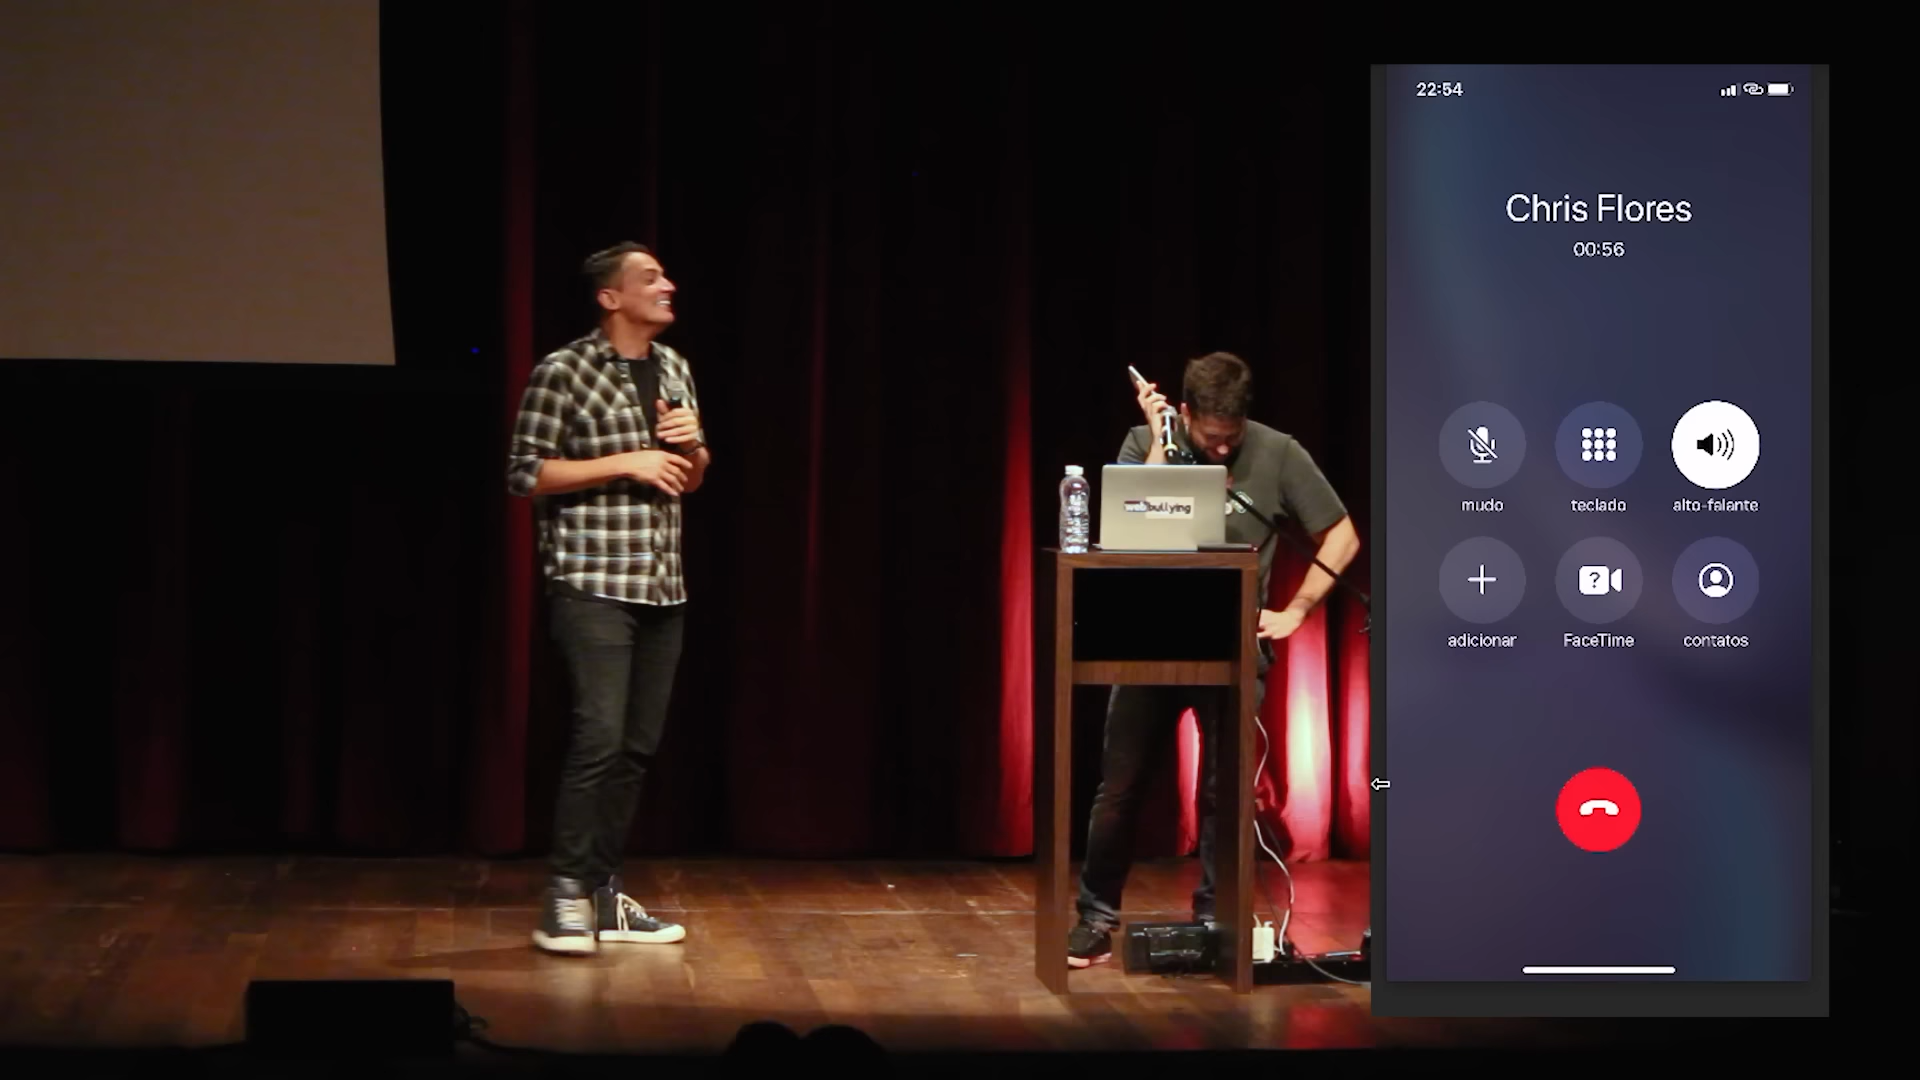 22:54
Chris Flores
00:56
mudo
teclado
alto-falante
adicionar
FaceTime
contatos
webbullying